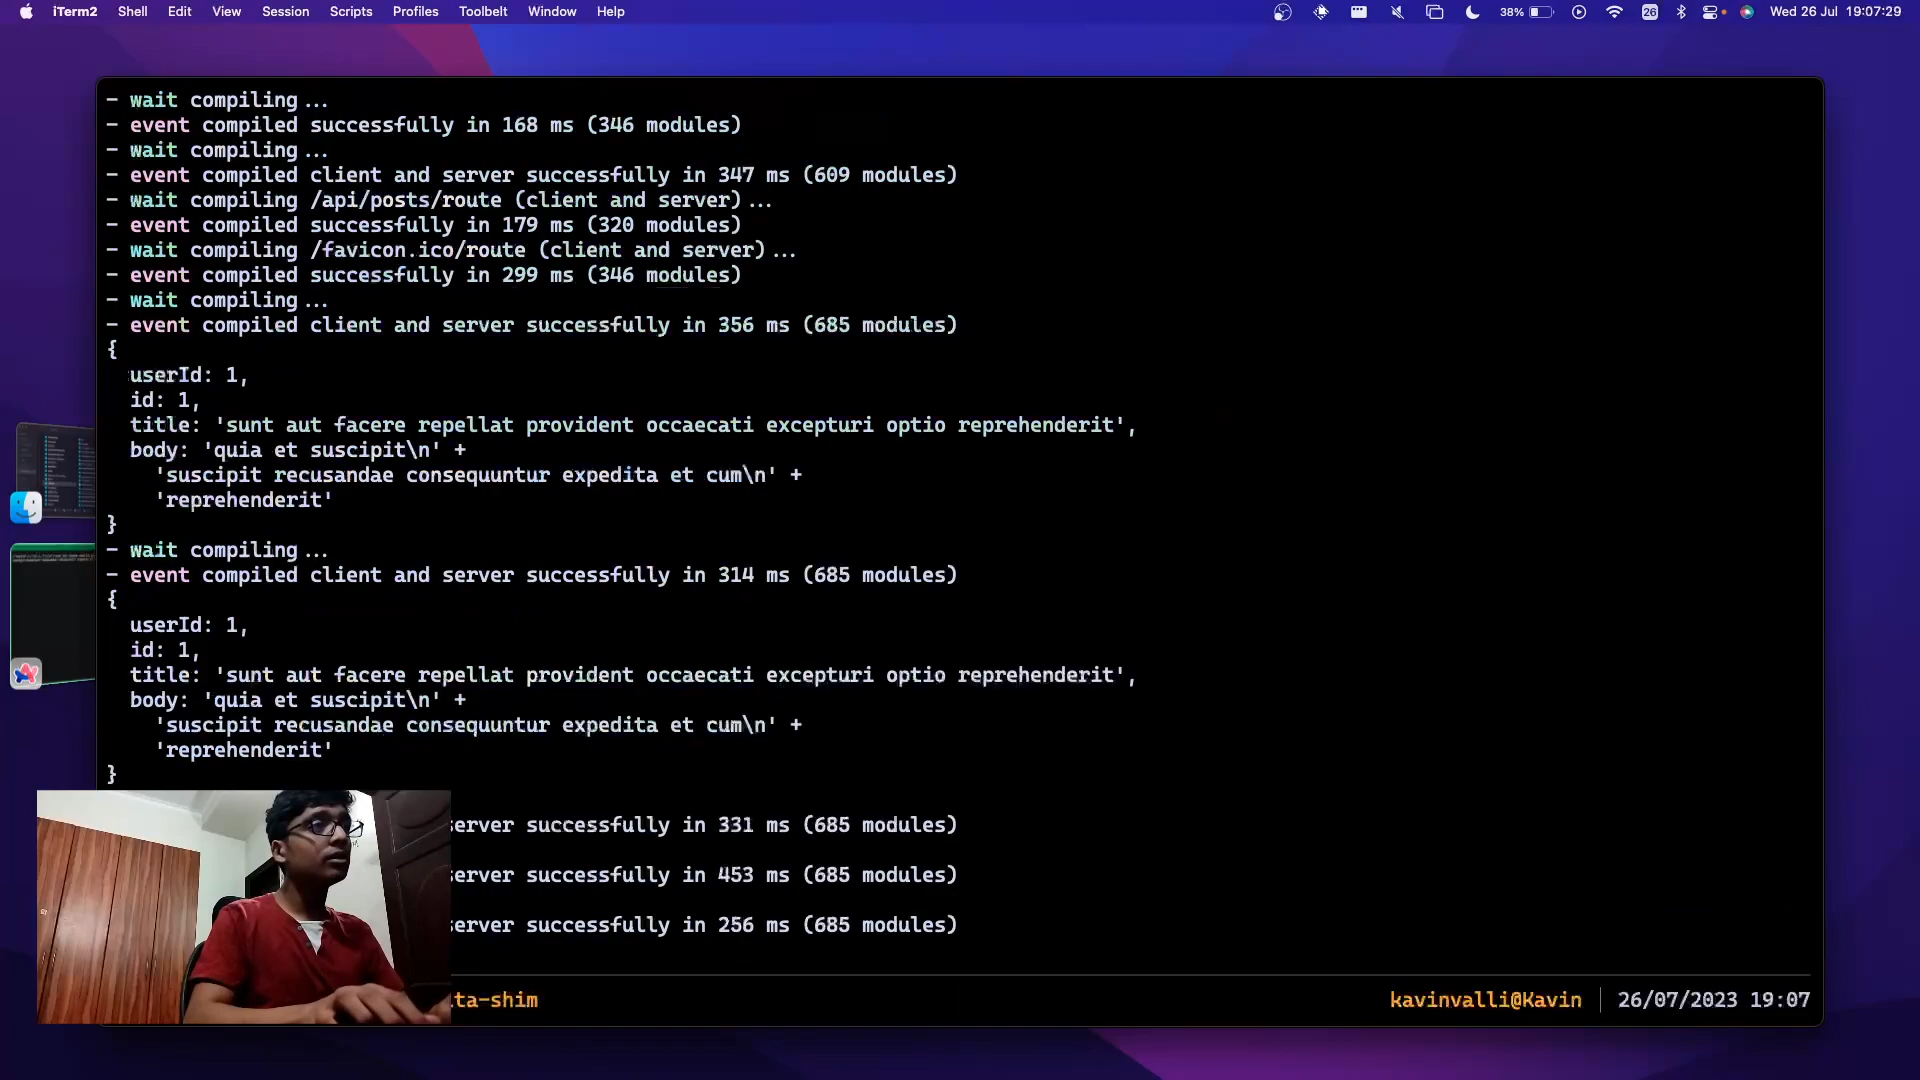 iTerm2 Shell Edit View Session Scripts Profiles Toolbelt Window Help 38% 26 Wed 26 Jul 19:07:29
- wait compiling...
- event compiled successfully in 168 ms (346 modules)
- wait compiling...
- event compiled client and server successfully in 347 ms (609 modules)
- wait compiling /api/posts/route (client and server)...
- event compiled successfully in 179 ms (320 modules)
- wait compiling /favicon.ico/route (client and server)...
- event compiled successfully in 299 ms (346 modules)
- wait compiling...
- event compiled client and server successfully in 356 ms (685 modules)
{
userId: 1,
id: 1,
title: 'sunt aut facere repellat provident occaecati excepturi optio reprehenderit',
body: 'quia et suscipit\n' +
'suscipit recusandae consequuntur expedita et cum\n' +
'reprehenderit'
}
- wait compiling...
- event compiled client and server successfully in 314 ms (685 modules)
{
userId: 1,
id: 1,
title: 'sunt aut facere repellat provident occaecati excepturi optio reprehenderit',
body: 'quia et suscipit\n' +
'suscipit recusandae consequuntur expedita et cum\n' +
'reprehenderit'
}
server successfully in 331 ms (685 modules)
server successfully in 453 ms (685 modules)
server successfully in 256 ms (685 modules)
ta-shim kavinvalli@Kavin 26/07/2023 19:07